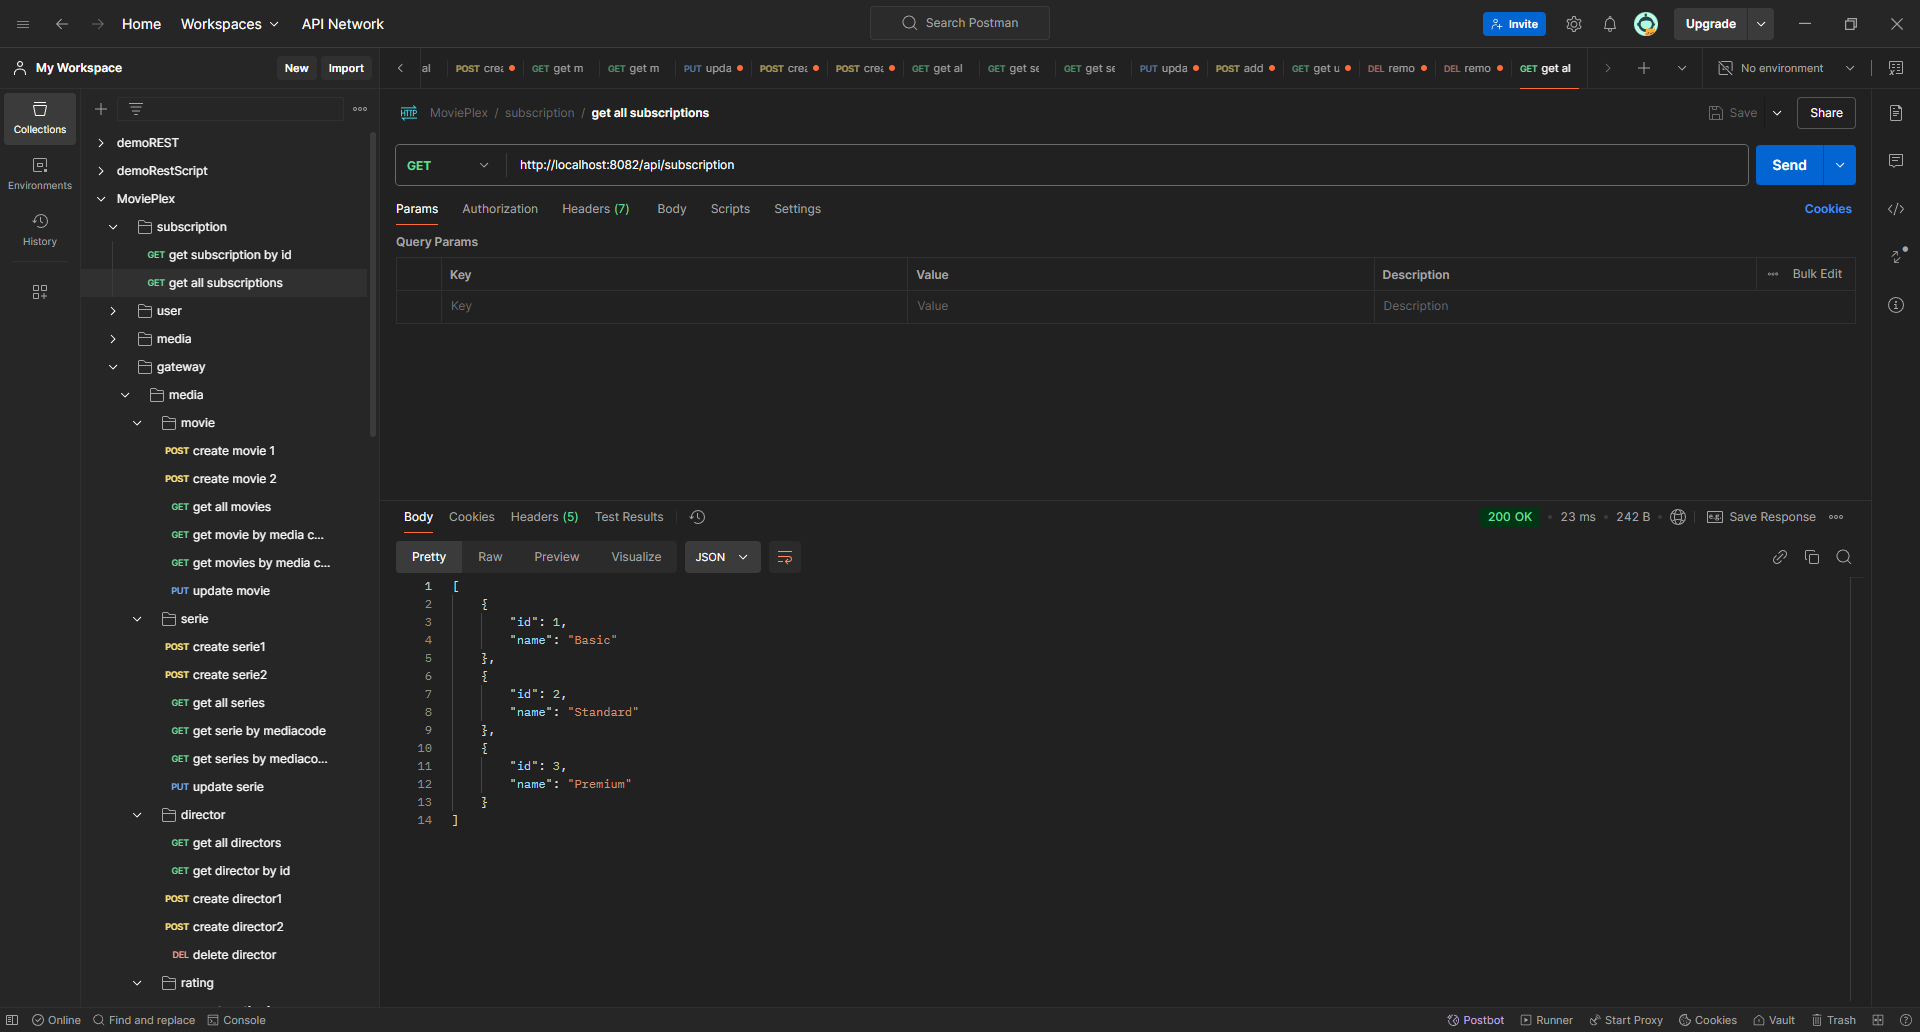 Home Workspaces API Network Search Postman Invite Upgrade
My Workspace New Import al POST crea GET get m GET get m PUT upda POST crea POST crea GET get al GET get se GET get se PUT upda POST add GET get u DEL remo DEL remo GET get al No environment
Collections
Environments
History
demoREST
demoRestScript
MoviePlex
subscription
GET get subscription by id
GET get all subscriptions
user
media
gateway
media
movie
POST create movie 1
POST create movie 2
GET get all movies
GET get movie by media c...
GET get movies by media c...
PUT update movie
serie
POST create serie1
POST create serie2
GET get all series
GET get serie by mediacode
GET get series by mediaco...
PUT update serie
director
GET get all directors
GET get director by id
POST create director1
POST create director2
DEL delete director
rating
HTTP MoviePlex / subscription / get all subscriptions Save Share
GET http://localhost:8082/api/subscription Send
Params Authorization Headers (7) Body Scripts Settings Cookies
Query Params
Key Value Description Bulk Edit
Key Value Description
Body Cookies Headers (5) Test Results 200 OK 23 ms 242 B e.g. Save Response
Pretty Raw Preview Visualize JSON
1 [
2 {
3 "id": 1,
4 "name": "Basic"
5 },
6 {
7 "id": 2,
8 "name": "Standard"
9 },
10 {
11 "id": 3,
12 "name": "Premium"
13 }
14 ]
Online Find and replace Console Postbot Runner Start Proxy Cookies Vault Trash